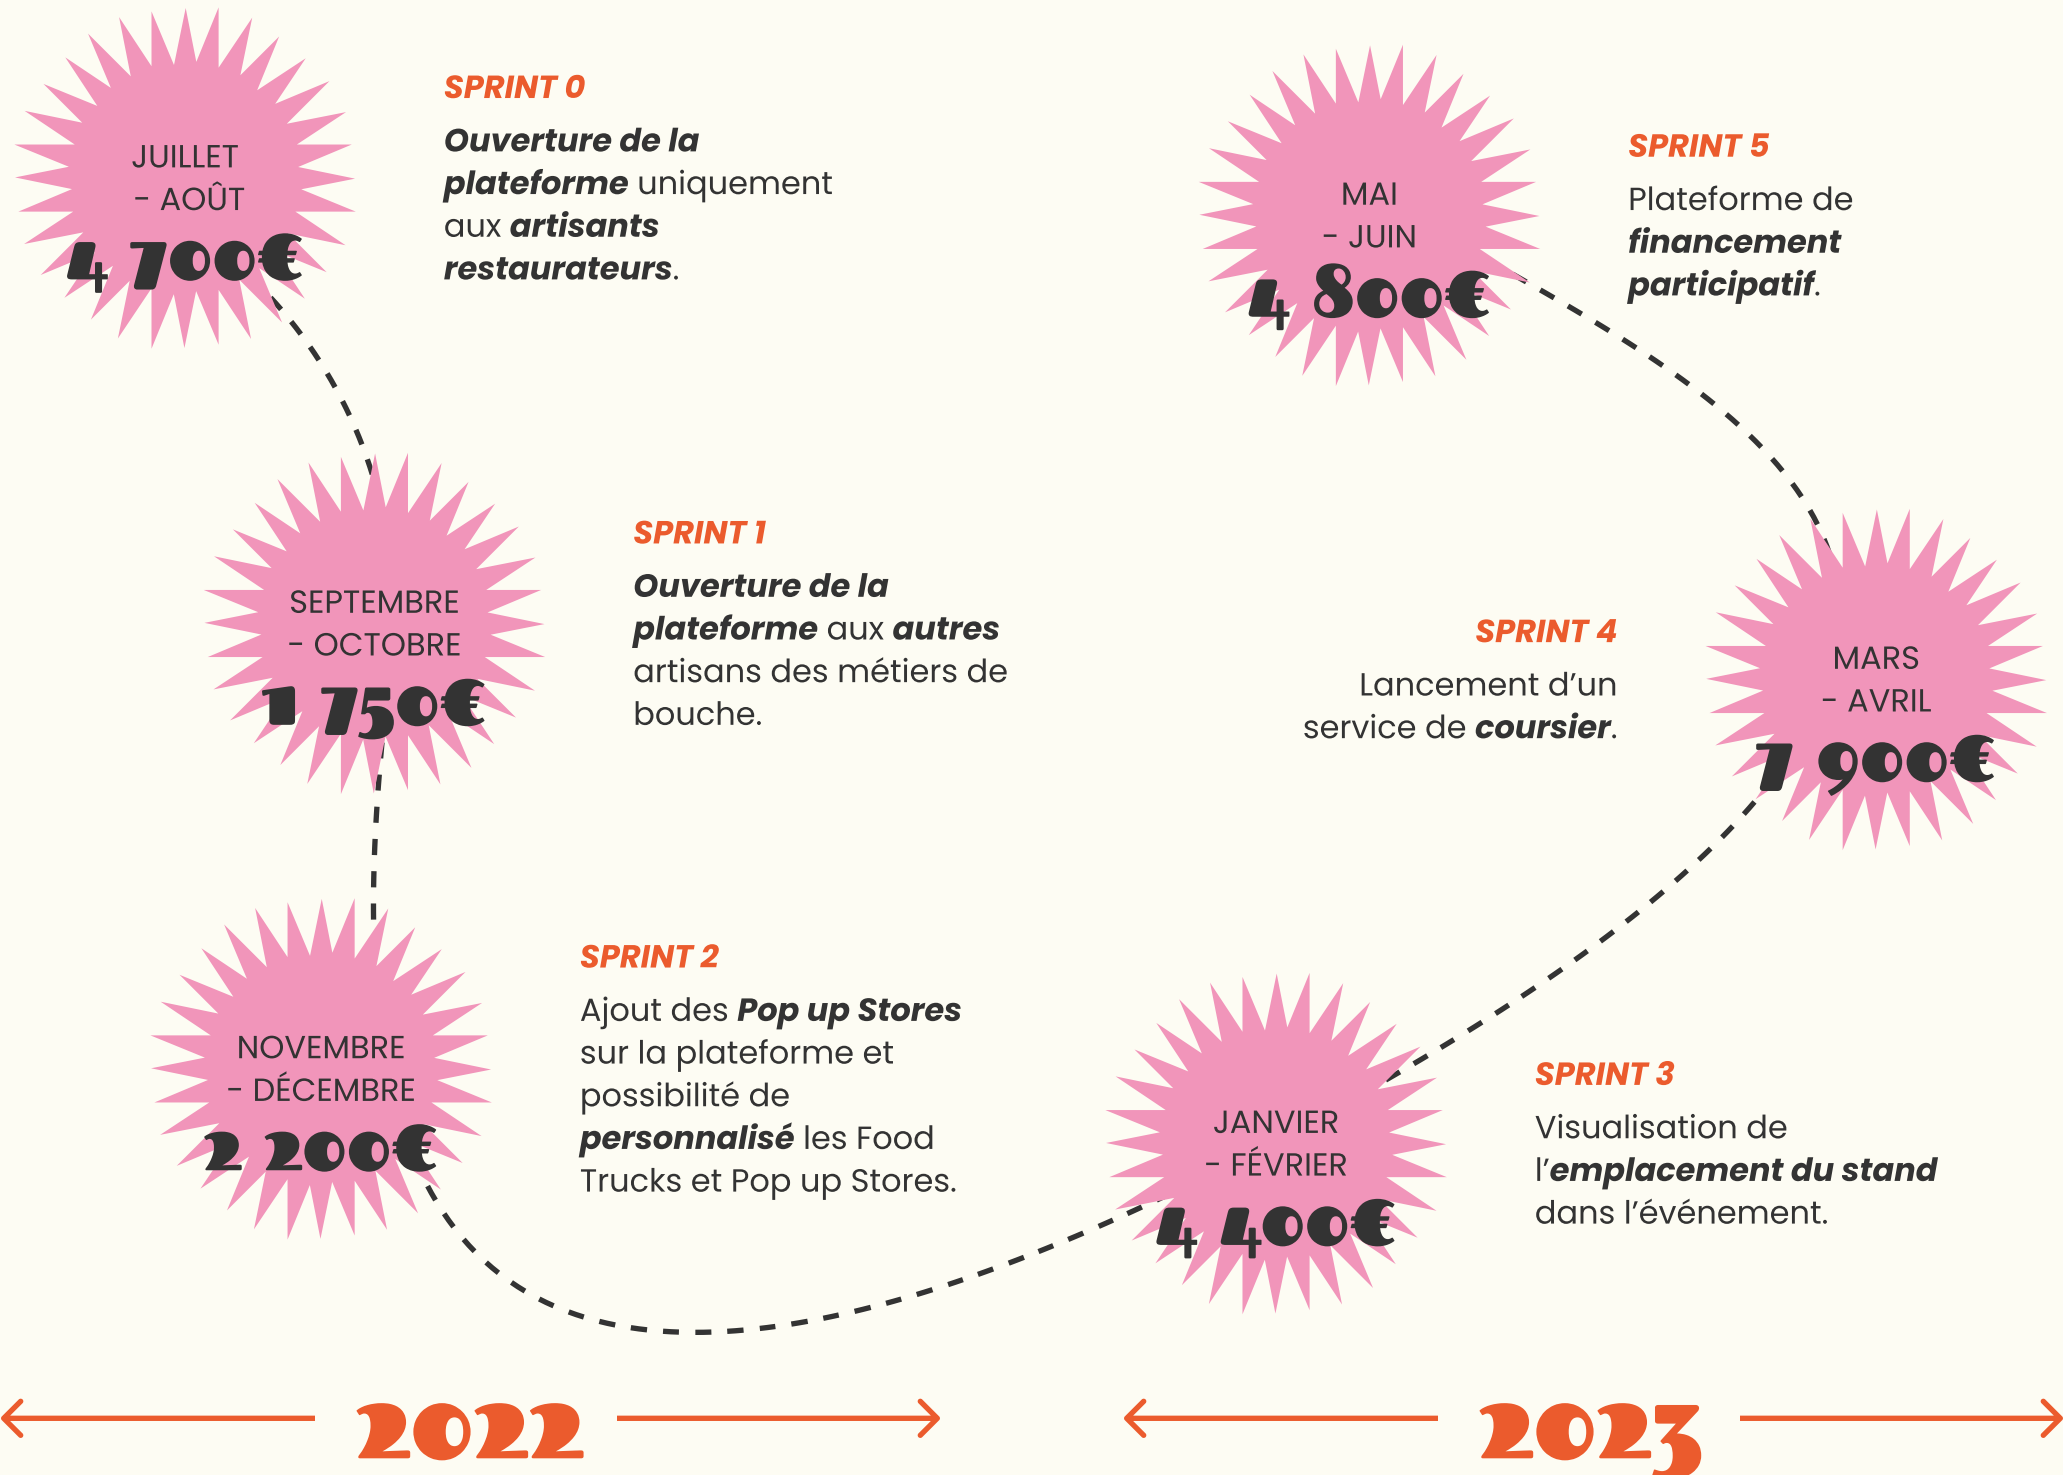 JUILLET
- AOÛT
4 700€
SPRINT 0
Ouverture de la
plateforme uniquement
aux artisants
restaurateurs.
SEPTEMBRE
- OCTOBRE
1 750€
SPRINT 1
Ouverture de la
plateforme aux autres
artisans des métiers de
bouche.
NOVEMBRE
- DÉCEMBRE
2 200€
SPRINT 2
Ajout des Pop up Stores
sur la plateforme et
possibilité de
personnalisé les Food
Trucks et Pop up Stores.
JANVIER
- FÉVRIER
4 400€
SPRINT 3
Visualisation de
l’emplacement du stand
dans l’événement.
MARS
- AVRIL
7 900€
SPRINT 4
Lancement d’un
service de coursier.
MAI
- JUIN
4 800€
SPRINT 5
Plateforme de
financement
participatif.
2022
2023